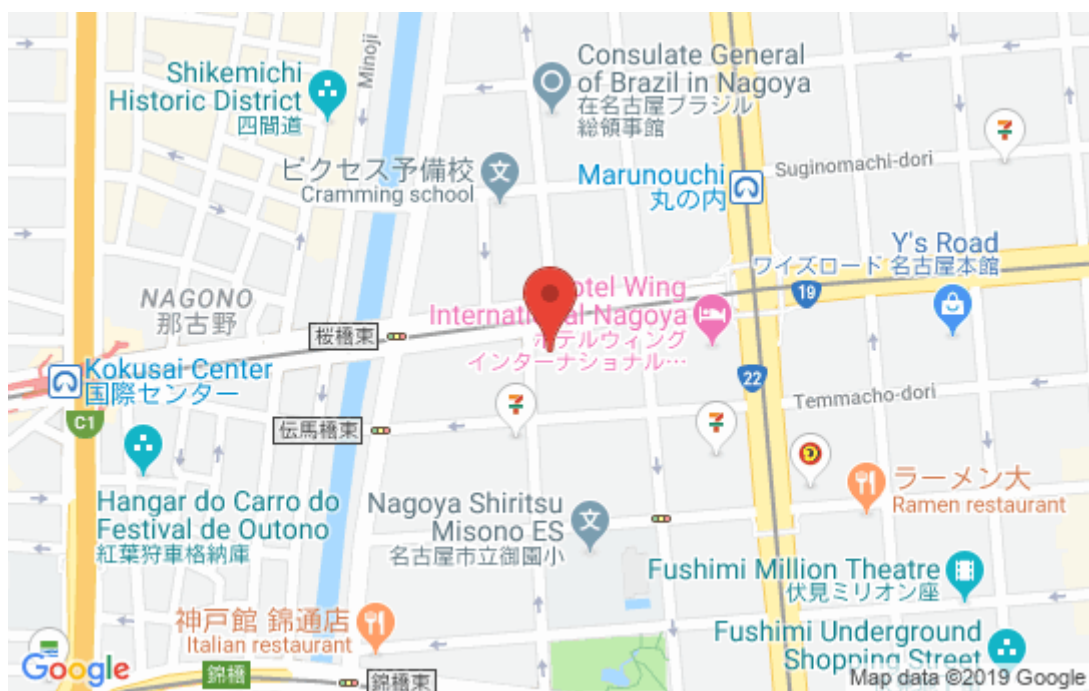 Minoji
Shikemichi
Historic District
四間道
Consulate General
of Brazil in Nagoya
在名古屋ブラジル
総領事館
Suginomachi-dori
ピクセス予備校
Cramming school
Marunouchi
丸の内
Y's Road
ワイズロード 名古屋本館
19
NAGONO
那古野
otel Wing
International Nagoya
ホテルウィング
インターナショナル…
桜橋東
Kokusai Center
国際センター
22
Temmacho-dori
C1
伝馬橋東
ラーメン大
Ramen restaurant
Hangar do Carro do
Festival de Outono
紅葉狩車格納庫
Nagoya Shiritsu
Misono ES
名古屋市立御園小
Fushimi Million Theatre
伏見ミリオン座
神戸館 錦通店
Italian restaurant
Fushimi Underground
Shopping Street
錦橋
錦橋東
Google
Map data ©2019 Google